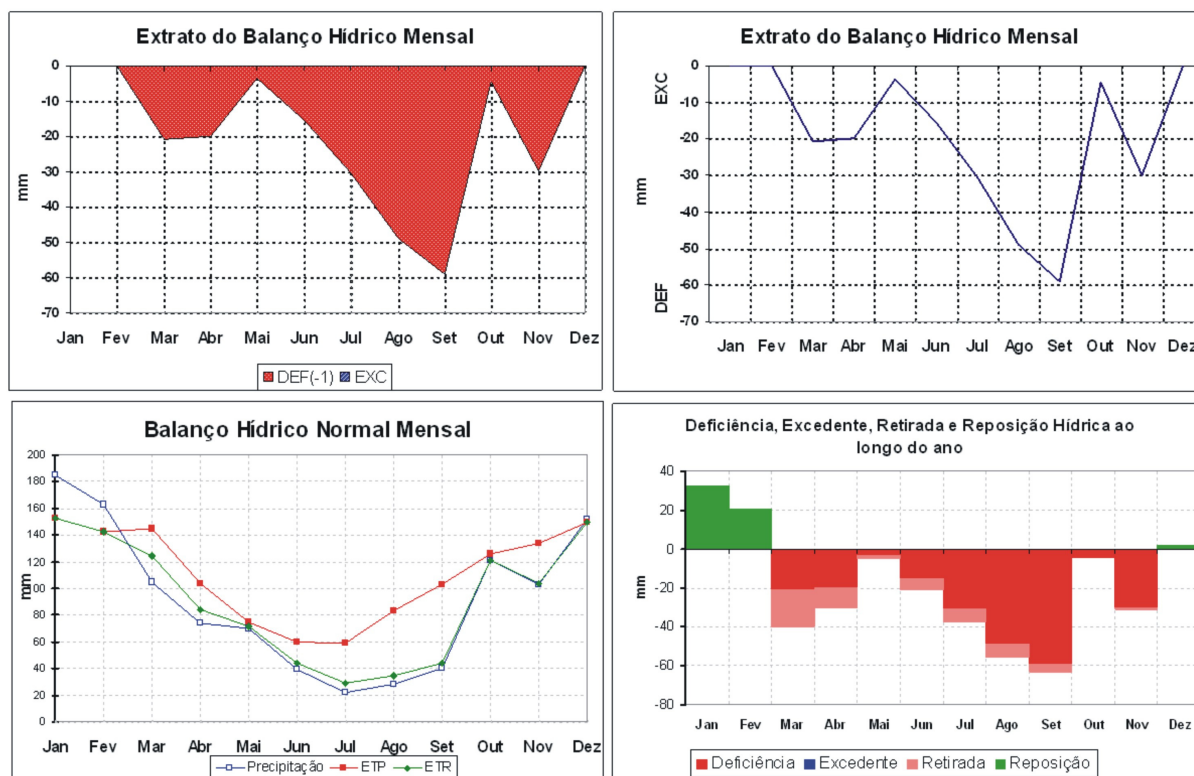 Extrato do Balanço Hídrico Mensal
mm
0
-10
-20
-30
-40
-50
-60
-70
Jan Fev Mar Abr Mai Jun Jul Ago Set Out Nov Dez
DEF(-1) EXC
Extrato do Balanço Hídrico Mensal
EXC
mm
DEF
0
-10
-20
-30
-40
-50
-60
-70
Jan Fev Mar Abr Mai Jun Jul Ago Set Out Nov Dez
Balanço Hídrico Normal Mensal
mm
200
180
160
140
120
100
80
60
40
20
0
Jan Fev Mar Abr Mai Jun Jul Ago Set Out Nov Dez
Precipitação ETP ETR
Deficiência, Excedente, Retirada e Reposição Hídrica ao
longo do ano
mm
40
20
0
-20
-40
-60
-80
Jan Fev Mar Abr Mai Jun Jul Ago Set Out Nov Dez
Deficiência Excedente Retirada Reposição